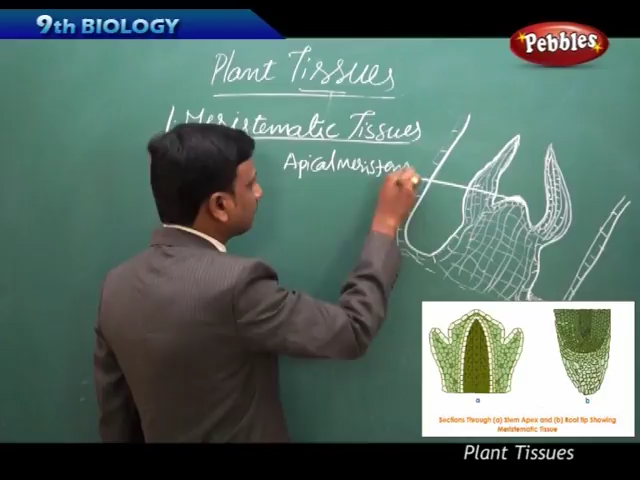 9th BIOLOGY
Pebbles
Plant Tissues
1. Meristematic Tissues
Apical meristem
a
b
Sections Through (a) Stem Apex and (b) Root tip Showing
Meristematic Tissue
Plant Tissues